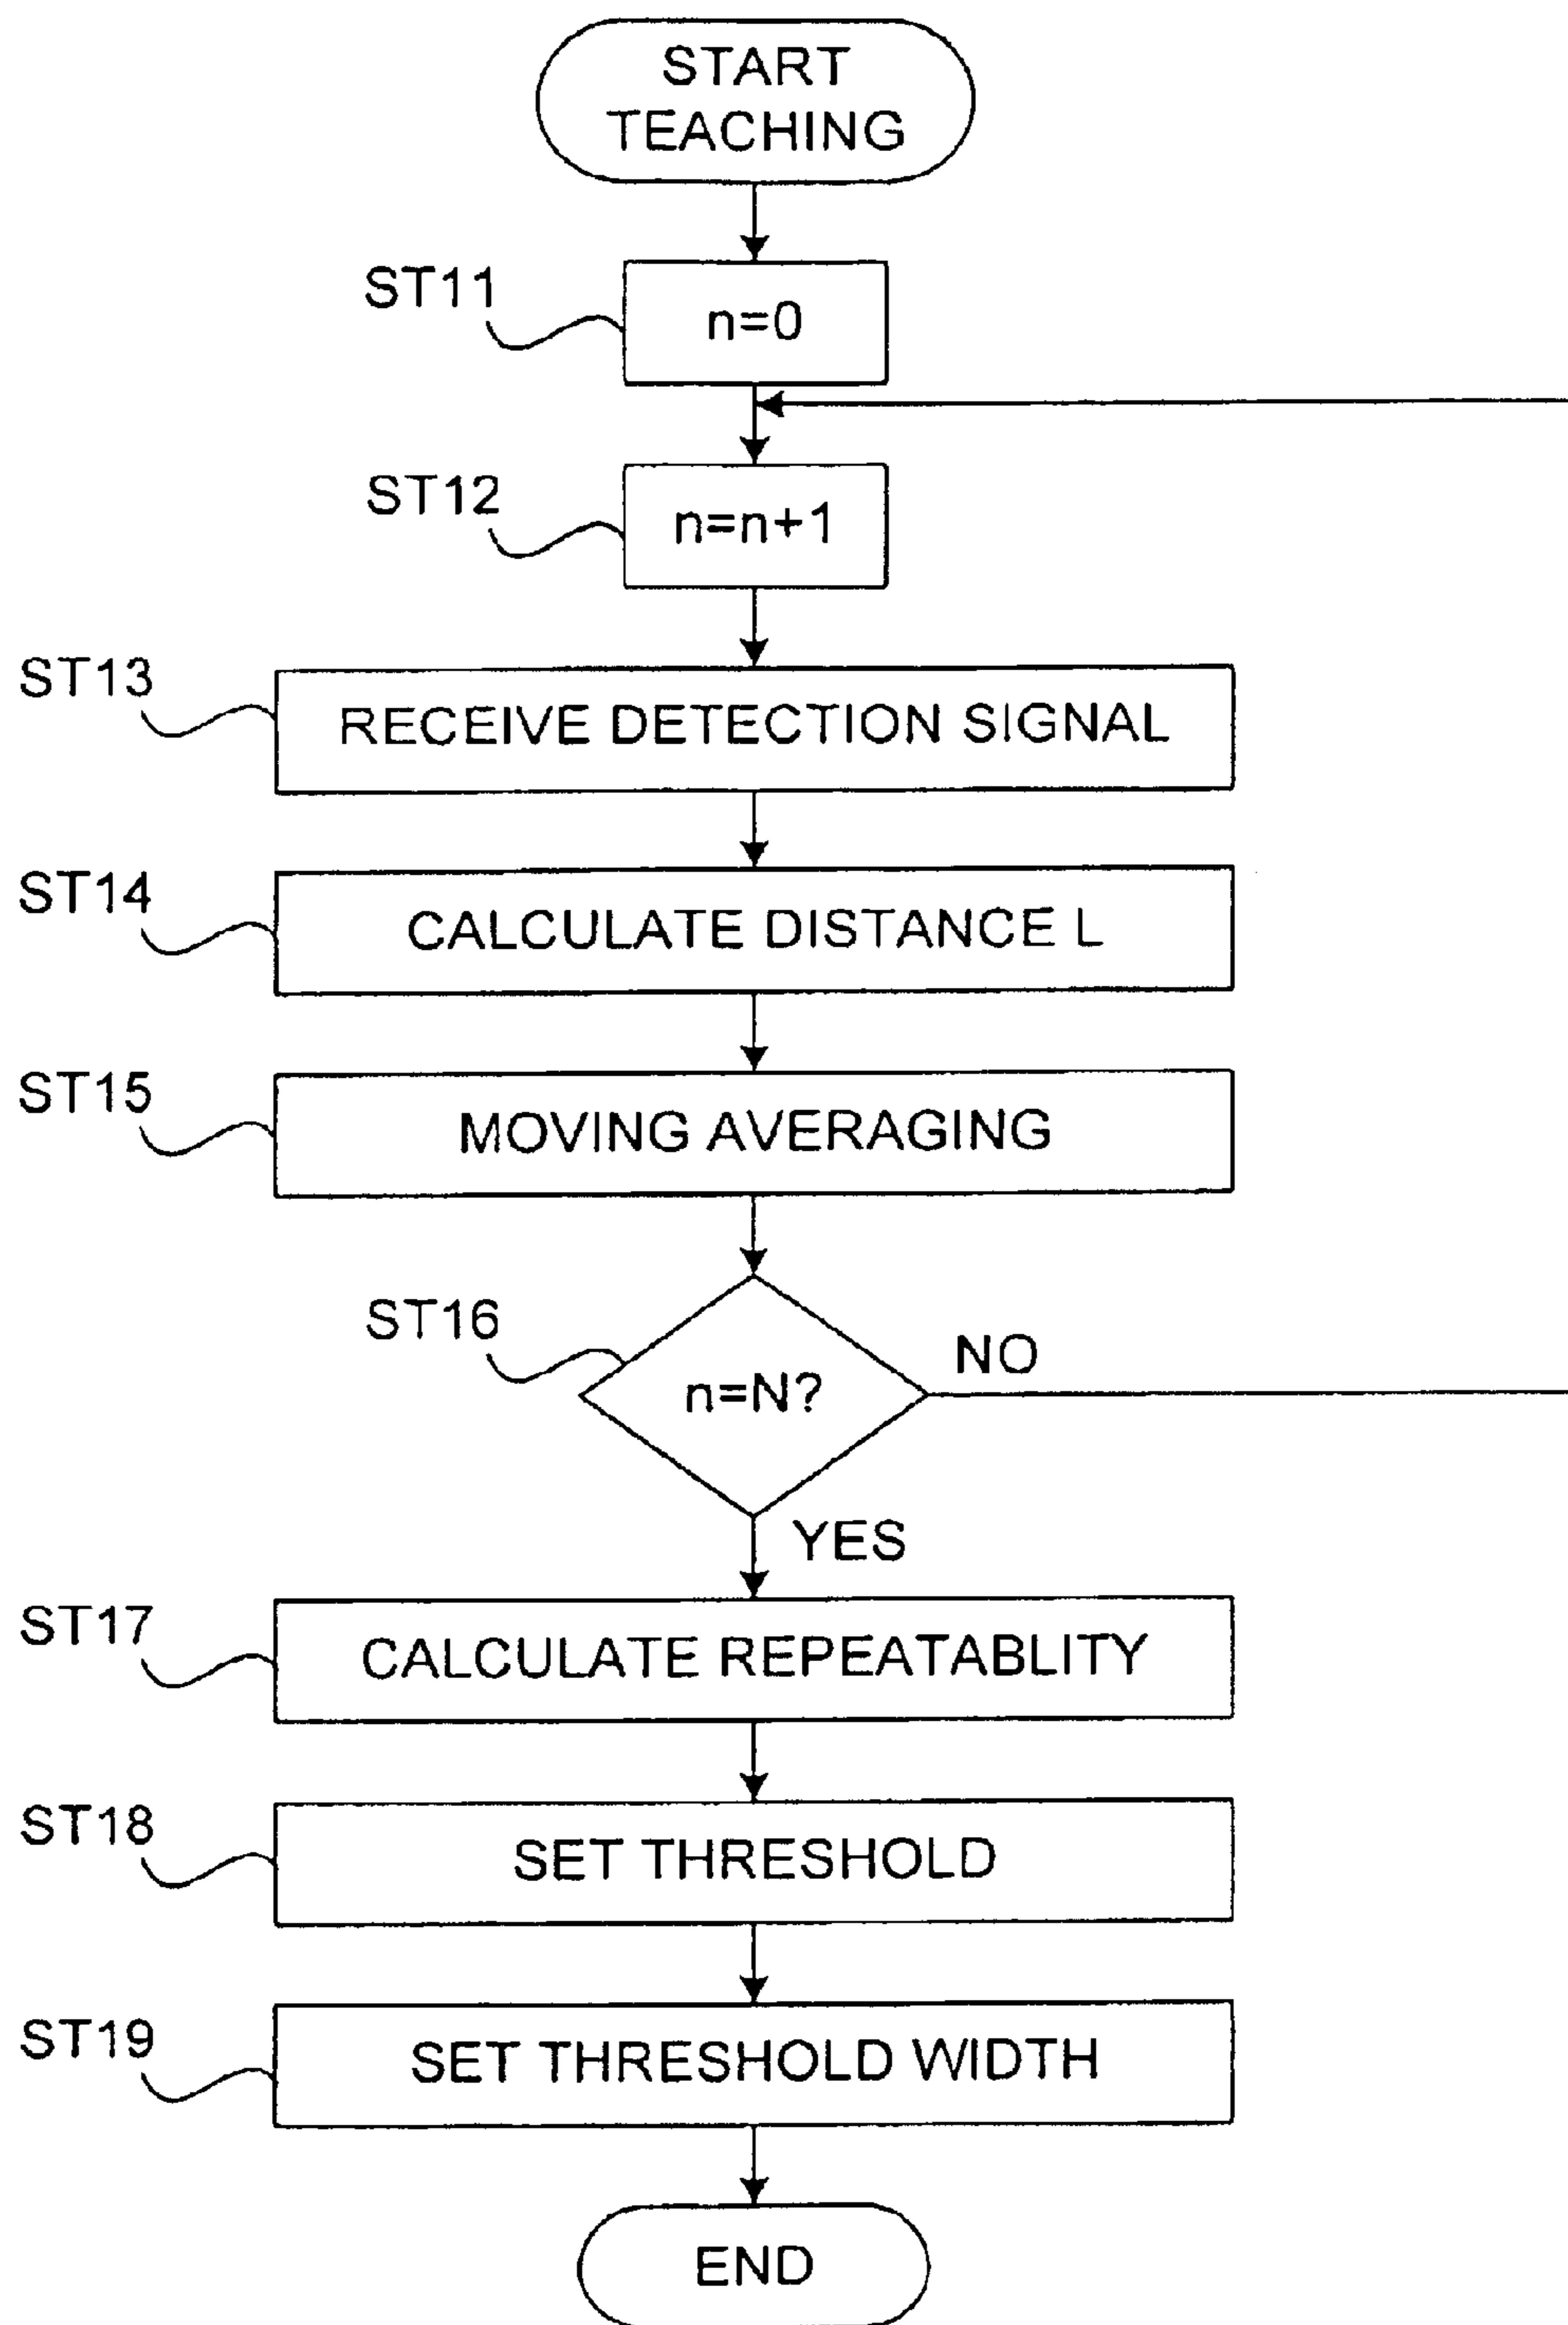 START
TEACHING
ST11
n=0
ST12
n=n+1
ST13
RECEIVE DETECTION SIGNAL
ST14
CALCULATE DISTANCE L
ST15
MOVING AVERAGING
ST16
n=N?
NO
YES
ST17
CALCULATE REPEATABLITY
ST18
SET THRESHOLD
ST19
SET THRESHOLD WIDTH
END